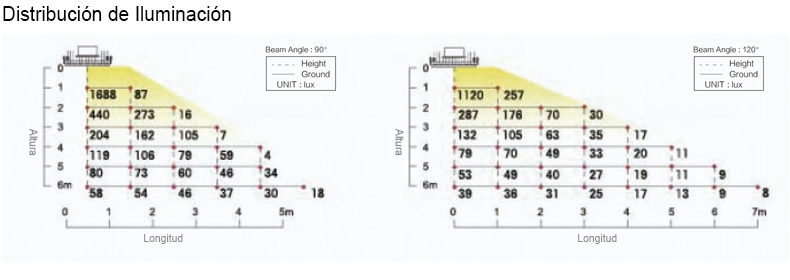 Distribución de Iluminación
Beam Angle : 90°
Height
Ground
UNIT : lux
0
1
2
3
4
5
6m
Altura
1688 87
440 273 16
204 162 105 7
119 106 79 59 4
80 73 60 46 34
58 54 46 37 30 18
0 1 2 3 4 5m
Longitud
Beam Angle : 120°
Height
Ground
UNIT : lux
0
1
2
3
4
5
6m
Altura
1120 257
287 176 70 30
132 105 63 35 17
79 70 49 33 20 11
53 49 40 27 19 11 9
39 36 31 25 17 13 9 8
0 1 2 3 4 5 6 7m
Longitud